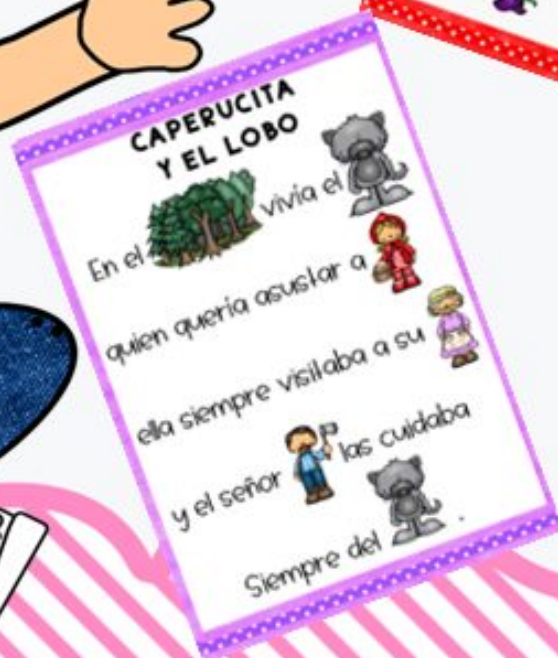 CAPERUCITA
Y EL LOBO
En el vivia el
quien queria asustar a
ella siempre visitaba a su
y el señor las cuidaba
Siempre del .